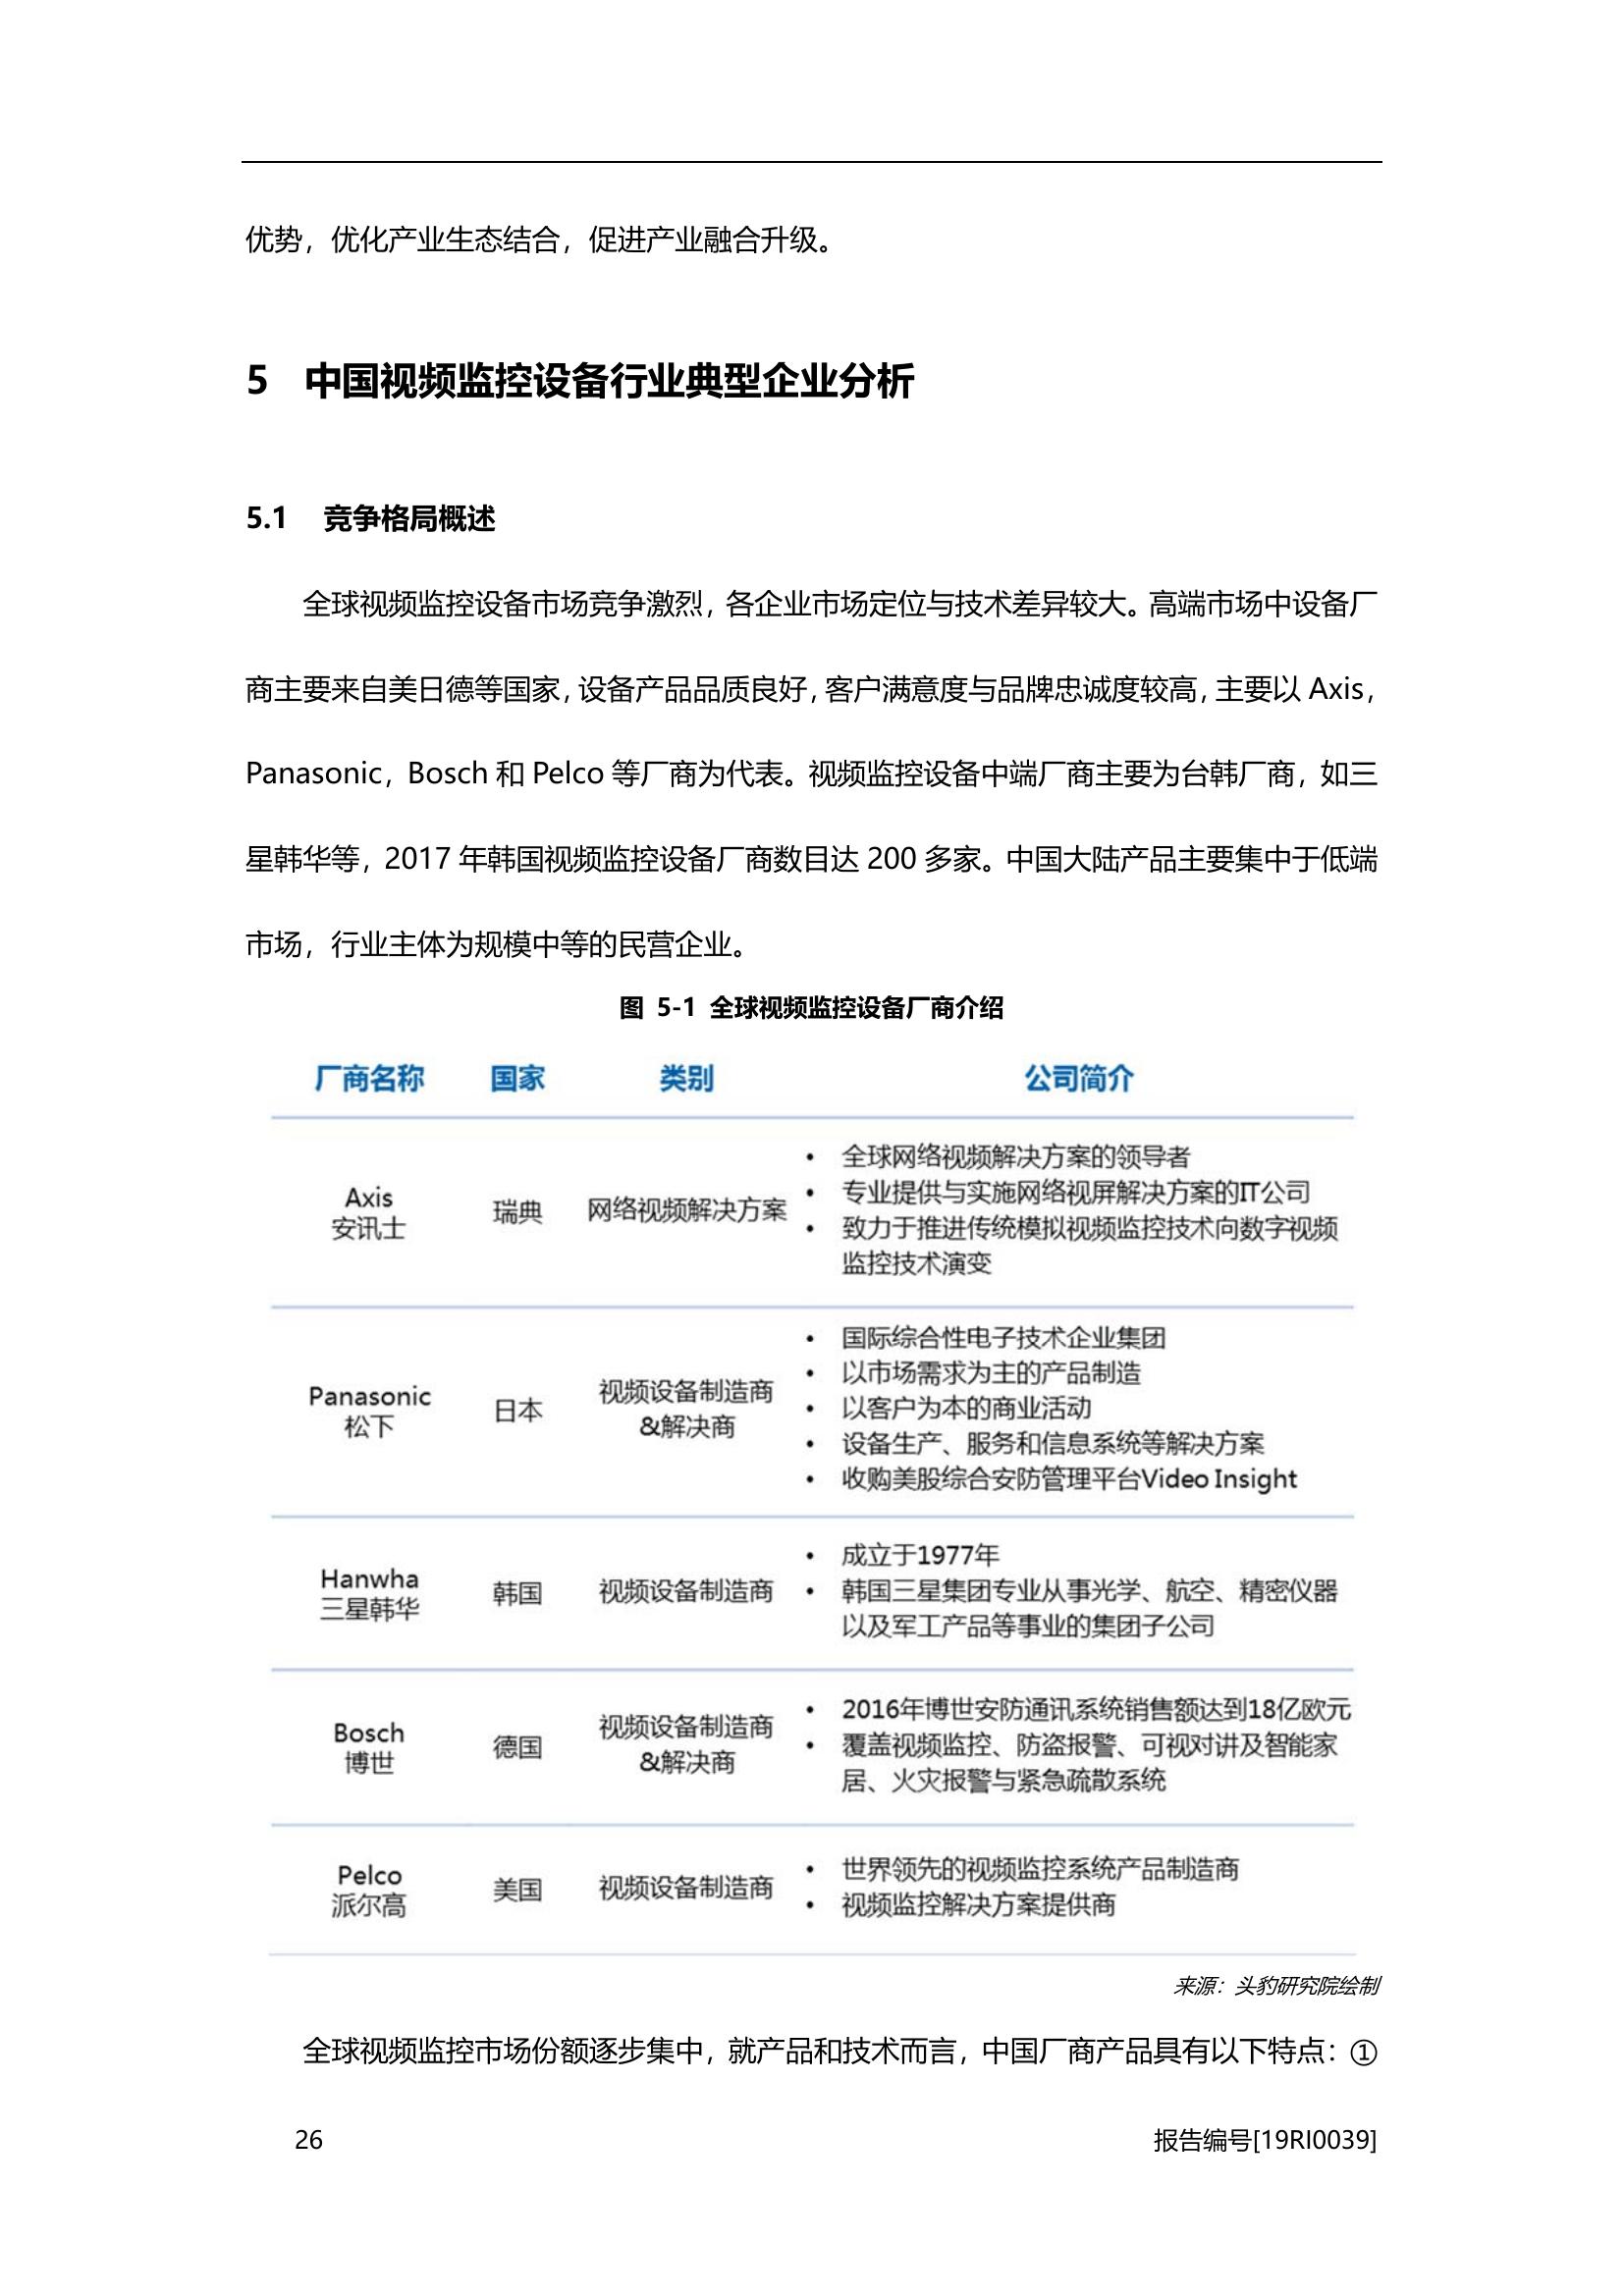 优势，优化产业生态结合，促进产业融合升级。
5 中国视频监控设备行业典型企业分析
5.1 竞争格局概述
全球视频监控设备市场竞争激烈，各企业市场定位与技术差异较大。高端市场中设备厂
商主要来自美日德等国家，设备产品品质良好，客户满意度与品牌忠诚度较高，主要以 Axis，
Panasonic，Bosch 和 Pelco 等厂商为代表。视频监控设备中端厂商主要为台韩厂商，如三
星韩华等，2017 年韩国视频监控设备厂商数目达 200 多家。中国大陆产品主要集中于低端
市场，行业主体为规模中等的民营企业。
图 5-1 全球视频监控设备厂商介绍
厂商名称 国家 类别 公司简介
Axis
安讯士
瑞典
网络视频解决方案
• 全球网络视频解决方案的领导者
• 专业提供与实施网络视屏解决方案的IT公司
• 致力于推进传统模拟视频监控技术向数字视频
监控技术演变
Panasonic
松下
日本
视频设备制造商
&解决商
• 国际综合性电子技术企业集团
• 以市场需求为主的产品制造
• 以客户为本的商业活动
• 设备生产、服务和信息系统等解决方案
• 收购美股综合安防管理平台Video Insight
Hanwha
三星韩华
韩国
视频设备制造商
• 成立于1977年
• 韩国三星集团专业从事光学、航空、精密仪器
以及军工产品等事业的集团子公司
Bosch
博世
德国
视频设备制造商
&解决商
• 2016年博世安防通讯系统销售额达到18亿欧元
• 覆盖视频监控、防盗报警、可视对讲及智能家
居、火灾报警与紧急疏散系统
Pelco
派尔高
美国
视频设备制造商
• 世界领先的视频监控系统产品制造商
• 视频监控解决方案提供商
来源：头豹研究院绘制
全球视频监控市场份额逐步集中，就产品和技术而言，中国厂商产品具有以下特点：①
26 报告编号[19RI0039]